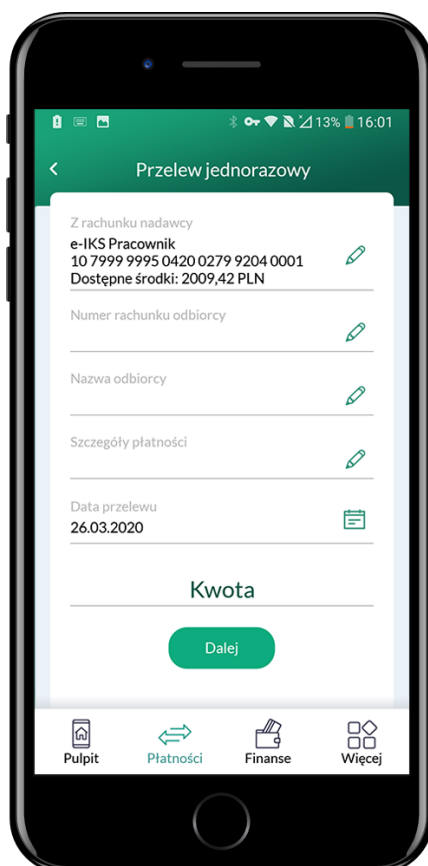 13% 16:01
Przelew jednorazowy
Z rachunku nadawcy
e-IKS Pracownik
10 7999 9995 0420 0279 9204 0001
Dostępne środki: 2009,42 PLN
Numer rachunku odbiorcy
Nazwa odbiorcy
Szczegóły płatności
Data przelewu
26.03.2020
Kwota
Dalej
Pulpit Płatności Finanse Więcej